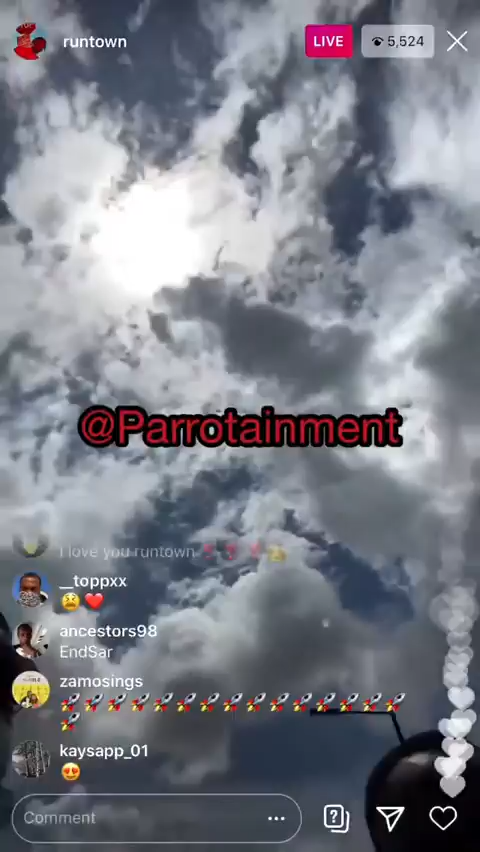 runtown
LIVE
5,524
@Parrotainment
I love you runtown
__toppxx
ancestors98
EndSar
zamosings
kaysapp_01
Comment